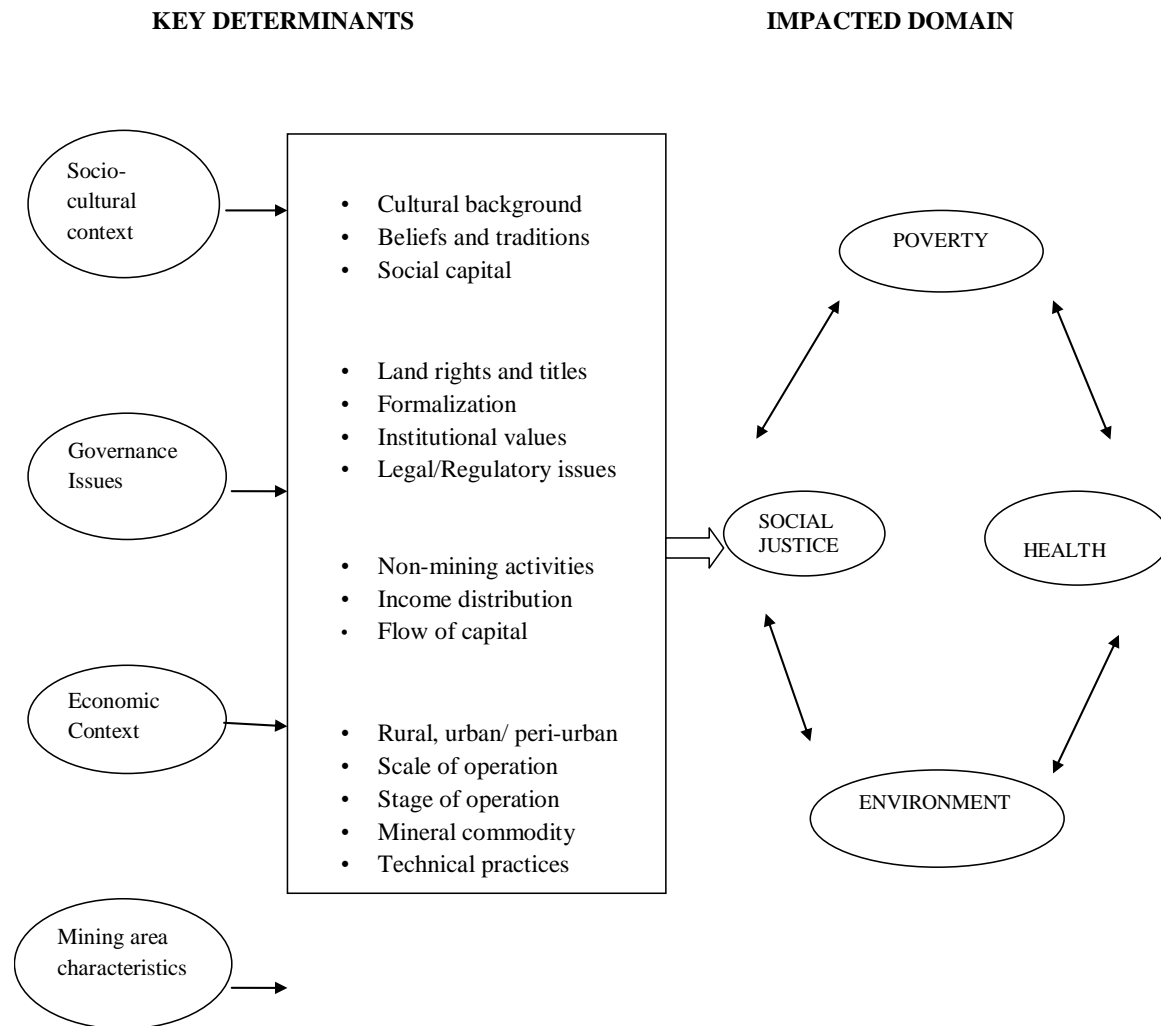 KEY DETERMINANTS
IMPACTED DOMAIN
Socio-
cultural
context
Governance
Issues
Economic
Context
Mining area
characteristics
• Cultural background
• Beliefs and traditions
• Social capital
• Land rights and titles
• Formalization
• Institutional values
• Legal/Regulatory issues
• Non-mining activities
• Income distribution
• Flow of capital
• Rural, urban/ peri-urban
• Scale of operation
• Stage of operation
• Mineral commodity
• Technical practices
POVERTY
SOCIAL
JUSTICE
HEALTH
ENVIRONMENT